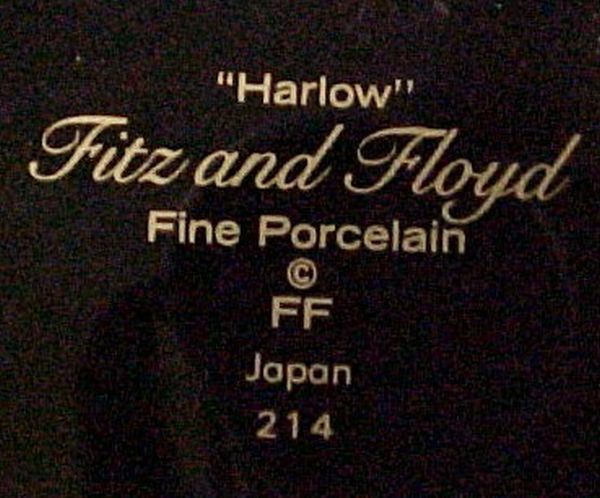 "Harlow"
Fitz and Floyd
Fine Porcelain
©
FF
Japan
214